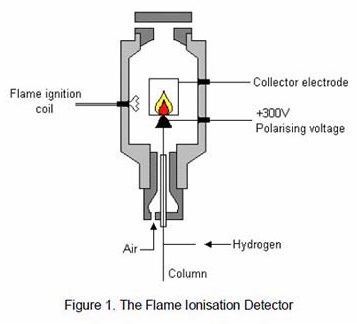 Collector electrode
Flame ignition
coil
+300V
Polarising voltage
Air
Hydrogen
Column
Figure 1. The Flame Ionisation Detector